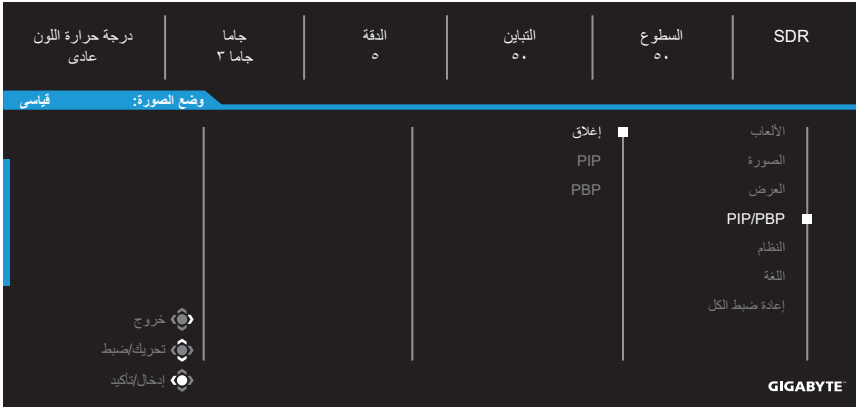 SDR
السطوع
٥٠
التباين
٥٠
الدقة
٥
جاما
جاما ٣
درجة حرارة اللون
عادى
وضع الصورة: قياسى
الألعاب
الصورة
العرض
PIP/PBP
النظام
اللغة
إعادة ضبط الكل
إغلاق
PIP
PBP
خروج
تحريك/ضبط
إدخال/تأكيد
GIGABYTE